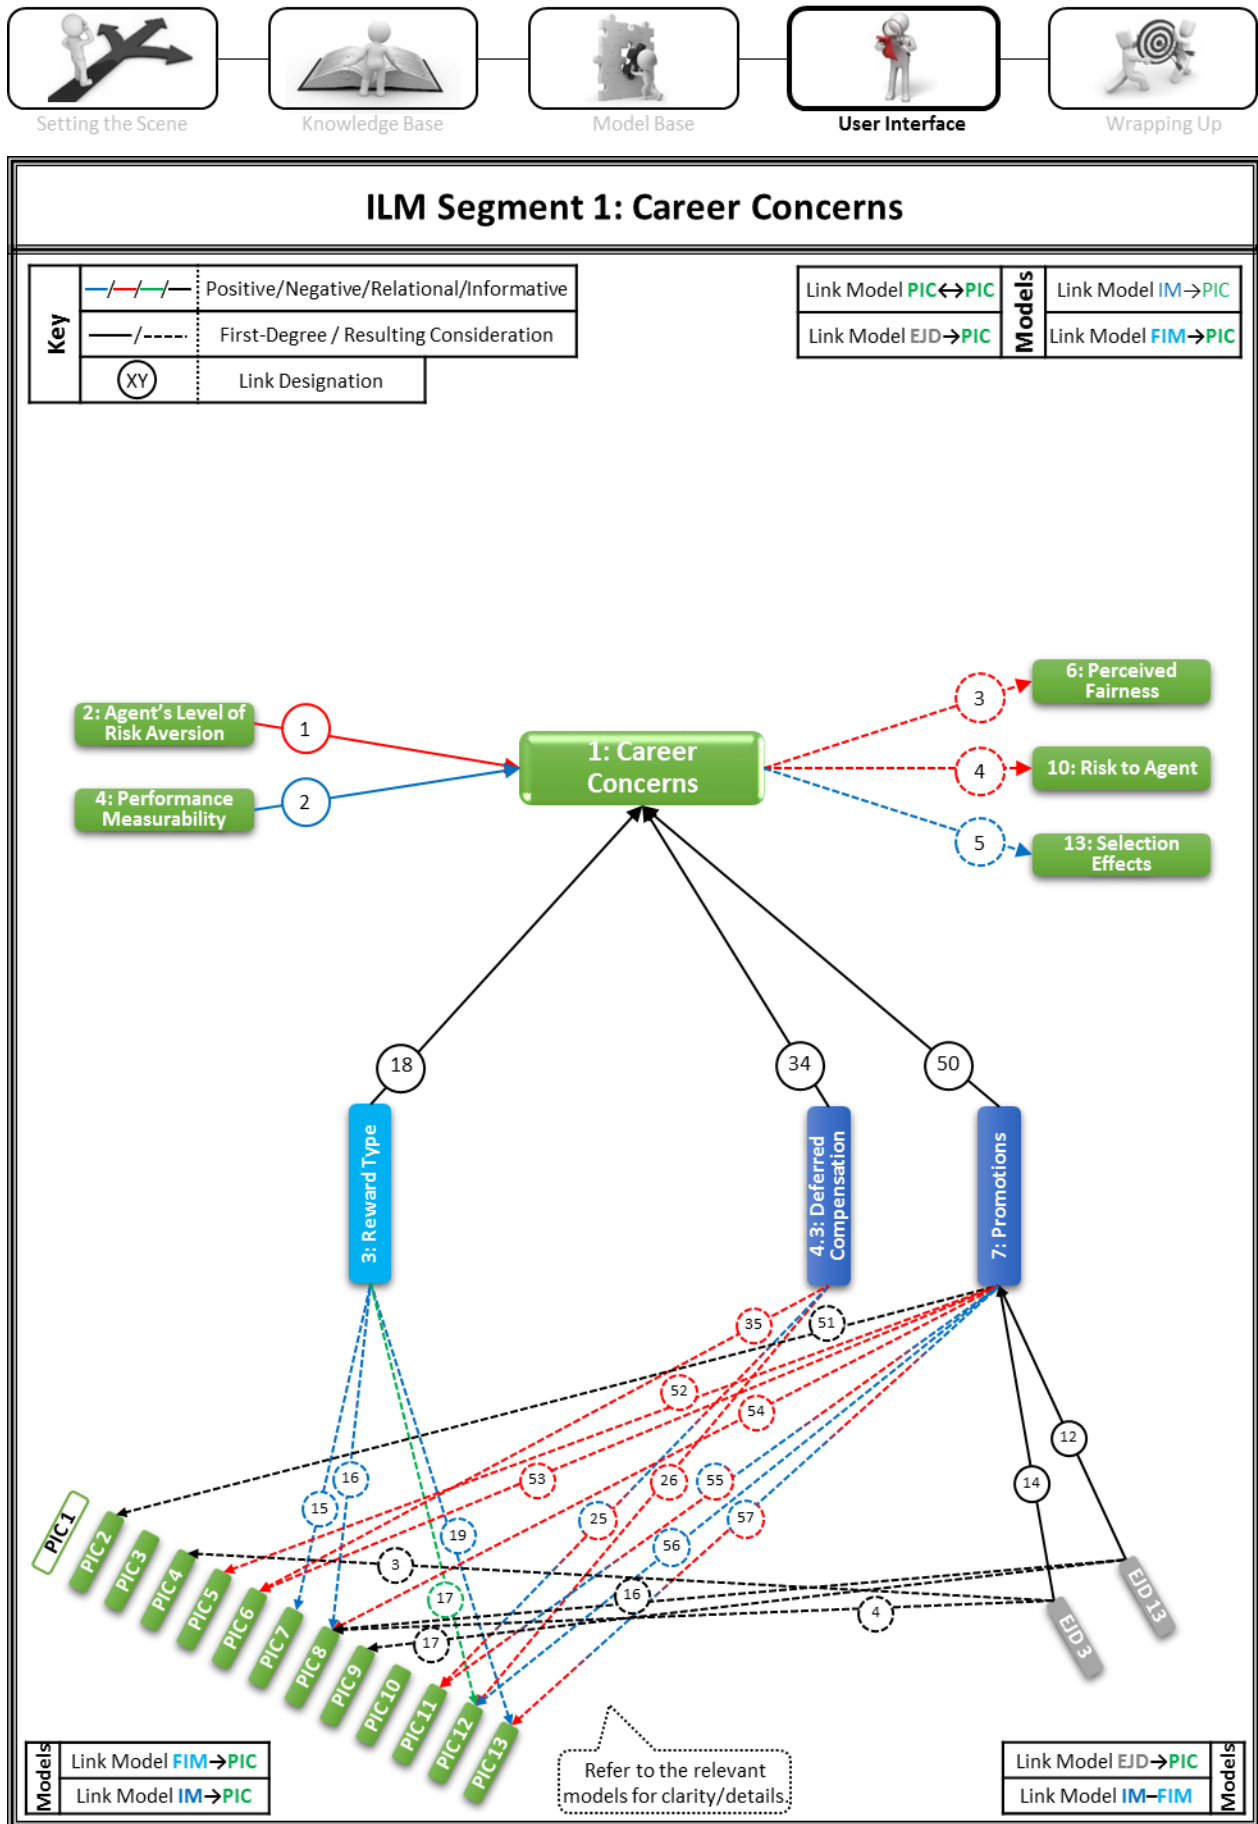 Setting the Scene
Knowledge Base
Model Base
User Interface
Wrapping Up
ILM Segment 1: Career Concerns
Key
Positive/Negative/Relational/Informative
First-Degree / Resulting Consideration
XY
Link Designation
Link Model PIC↔PIC
Link Model EJD→PIC
Models
Link Model IM→PIC
Link Model FIM→PIC
2: Agent's Level of
Risk Aversion
1
4: Performance
Measurability
2
1: Career
Concerns
3
6: Perceived
Fairness
4
10: Risk to Agent
5
13: Selection
Effects
18
34
50
3: Reward Type
4.3: Deferred
Compensation
7: Promotions
35
51
52
54
12
53
16
26
55
14
15
19
25
57
56
3
16
17
4
17
PIC 1
PIC 2
PIC 3
PIC 4
PIC 5
PIC 6
PIC 7
PIC 8
PIC 9
PIC 10
PIC 11
PIC 12
PIC 13
EJD 13
EJD 3
Models
Link Model FIM→PIC
Link Model IM→PIC
Refer to the relevant
models for clarity/details.
Link Model EJD→PIC
Link Model IM–FIM
Models